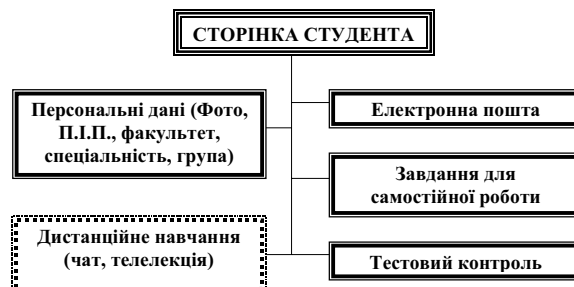 СТОРІНКА СТУДЕНТА
Персональні дані (Фото,
П.І.П., факультет,
спеціальність, група)
Електронна пошта
Завдання для
самостійної роботи
Дистанційне навчання
(чат, телелекція)
Тестовий контроль